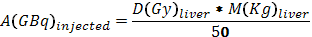 A(GBq)injected = D(Gy)liver * M(Kg)liver / 50